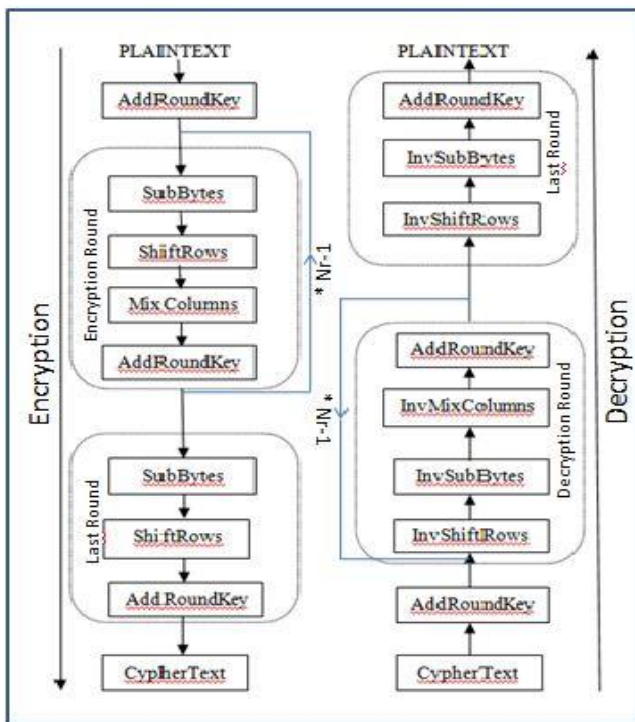 PLAINTEXT
AddRoundKey
SubBytes
ShiftRows
Mix Columns
AddRoundKey
Encryption Round
* Nr-1
SubBytes
ShiftRows
Add RoundKey
Last Round
CypherText
Encryption
PLAINTEXT
AddRoundKey
InvSubBytes
InvShiftRows
Last Round
AddRoundKey
InvMixColumns
InvSubBytes
InvShiftRows
Decryption Round
* Nr-1
AddRoundKey
CypherText
Decryption